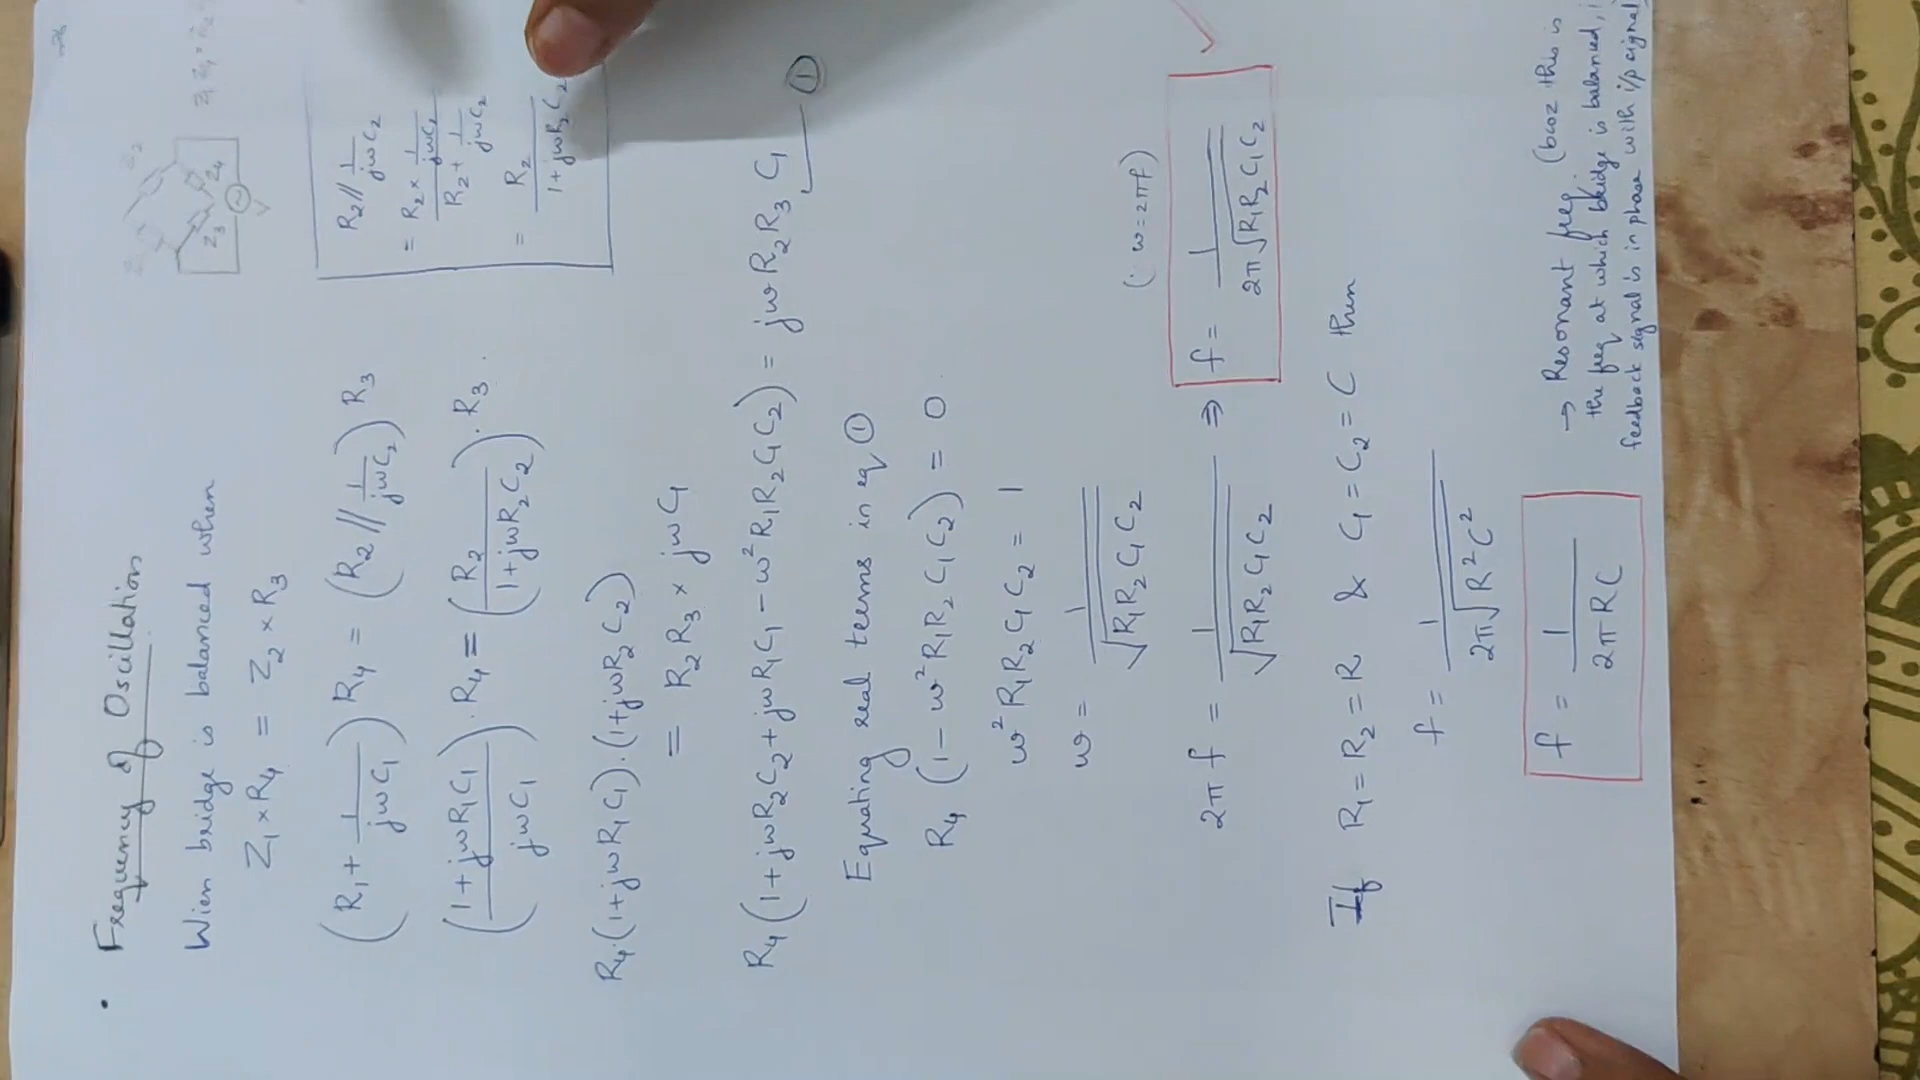 • Frequency of Oscillation
Wien bridge is balanced when
Z₁ × R₄ = Z₂ × R₃
(R₁ + 1/jωC₁) R₄ = (R₂ // 1/jωC₂) R₃
((1 + jωR₁C₁)/jωC₁) . R₄ = (R₂/(1 + jωR₂C₂)) . R₃ .
R₄.(1 + jωR₁C₁).(1 + jωR₂C₂)
= R₂R₃ × jωC₁
R₄(1 + jωR₂C₂ + jωR₁C₁ − ω²R₁R₂C₁C₂) = jωR₂R₃C₁ — ①
Equating real terms in eq ①
R₄(1 − ω²R₁R₂C₁C₂) = 0 .
ω²R₁R₂C₁C₂ = 1
ω = 1/√R₁R₂C₁C₂
(∵ ω = 2πf)
2πf = 1/√R₁R₂C₁C₂ ⇒ f = 1/2π√R₁R₂C₁C₂
If R₁ = R₂ = R & C₁ = C₂ = C then
f = 1/2π√R²C²
f = 1/2πRC
→ Resonant freq (bcoz this is
the freq at which bridge is balanced,
feedback signal is in phase with i/p signal
R₂ // 1/jωC₂
= (R₂ × 1/jωC₂)/(R₂ + 1/jωC₂)
= R₂/(1 + jωR₂C₂)
Z₂
Z₃ Z₄